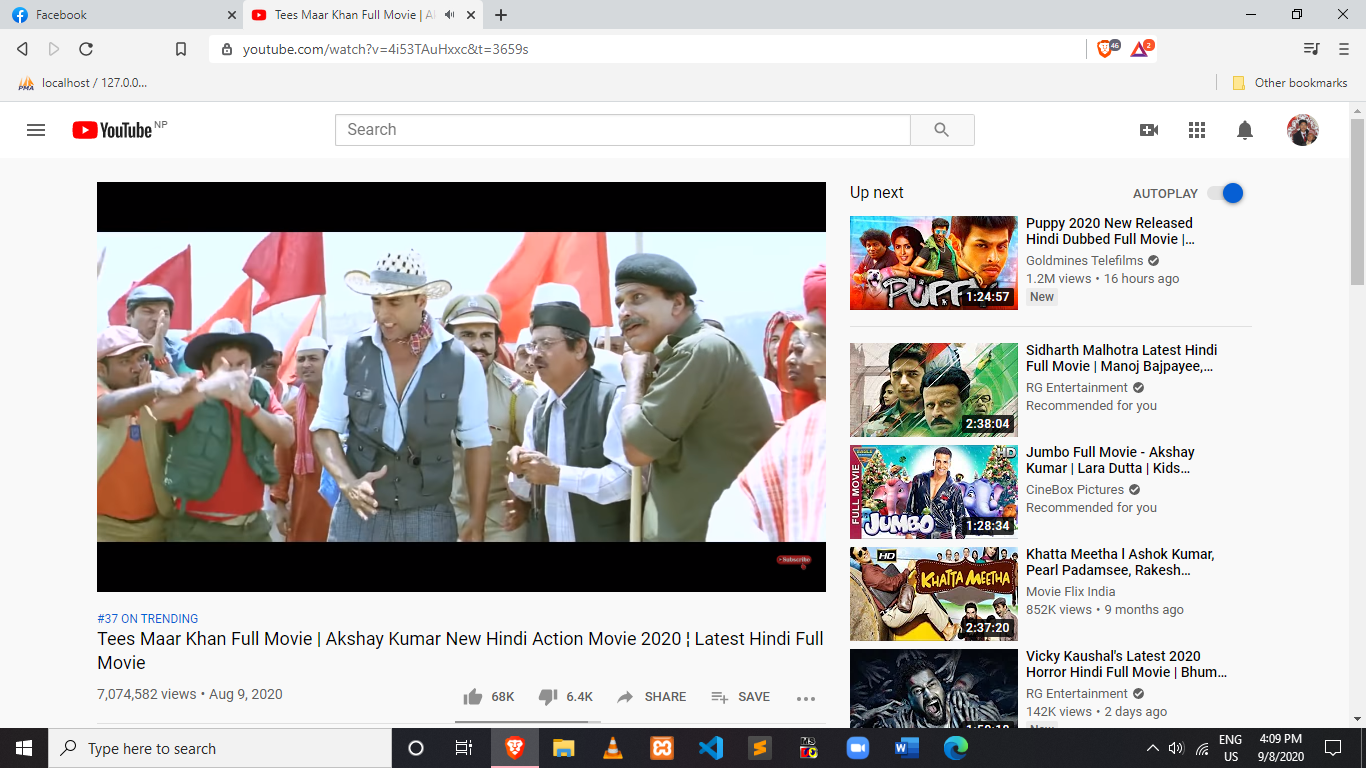 Facebook
Tees Maar Khan Full Movie | A
youtube.com/watch?v=4i53TAuHxxc&t=3659s
46
2
PMA
localhost / 127.0.0...
Other bookmarks
YouTube NP
Search
Up next
AUTOPLAY
PUPPY
1:24:57
Puppy 2020 New Released
Hindi Dubbed Full Movie |...
Goldmines Telefilms
1.2M views • 16 hours ago
New
2:38:04
Sidharth Malhotra Latest Hindi
Full Movie | Manoj Bajpayee,...
RG Entertainment
Recommended for you
FULL MOVIE
HD
JUMBO
1:28:34
Jumbo Full Movie - Akshay
Kumar | Lara Dutta | Kids...
CineBox Pictures
Recommended for you
HD
KHATTA MEETHA
2:37:20
Khatta Meetha l Ashok Kumar,
Pearl Padamsee, Rakesh...
Movie Flix India
852K views • 9 months ago
Vicky Kaushal's Latest 2020
Horror Hindi Full Movie | Bhum...
RG Entertainment
142K views • 2 days ago
New
Subscribe
#37 ON TRENDING
Tees Maar Khan Full Movie | Akshay Kumar New Hindi Action Movie 2020 ¦ Latest Hindi Full
Movie
7,074,582 views • Aug 9, 2020
68K
6.4K
SHARE
SAVE
Type here to search
ENG
US
4:09 PM
9/8/2020